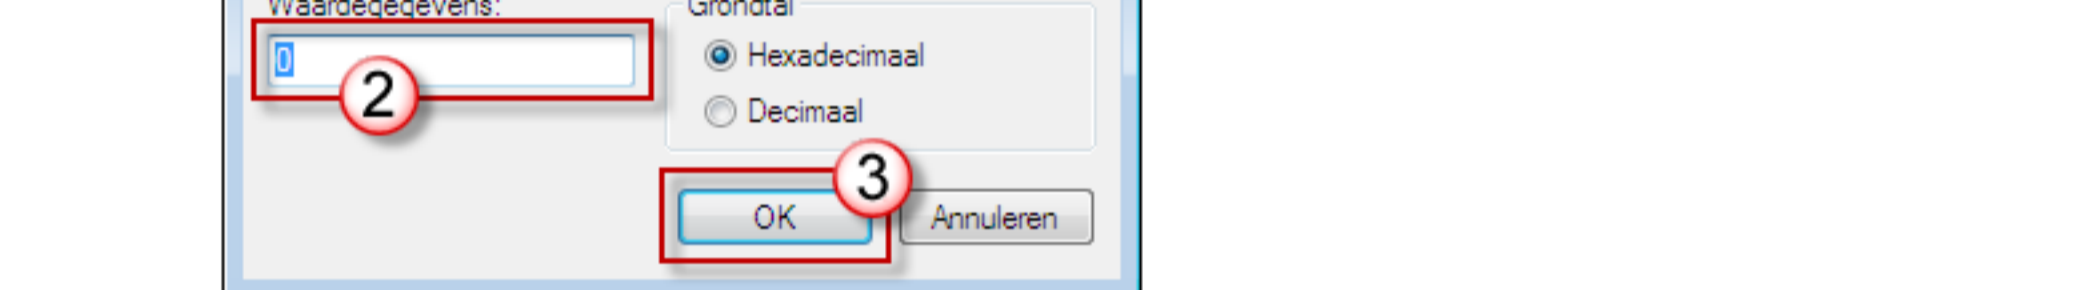 Waardegegevens:
Grondtal
0
Hexadecimaal
2
Decimaal
3
OK
Annuleren